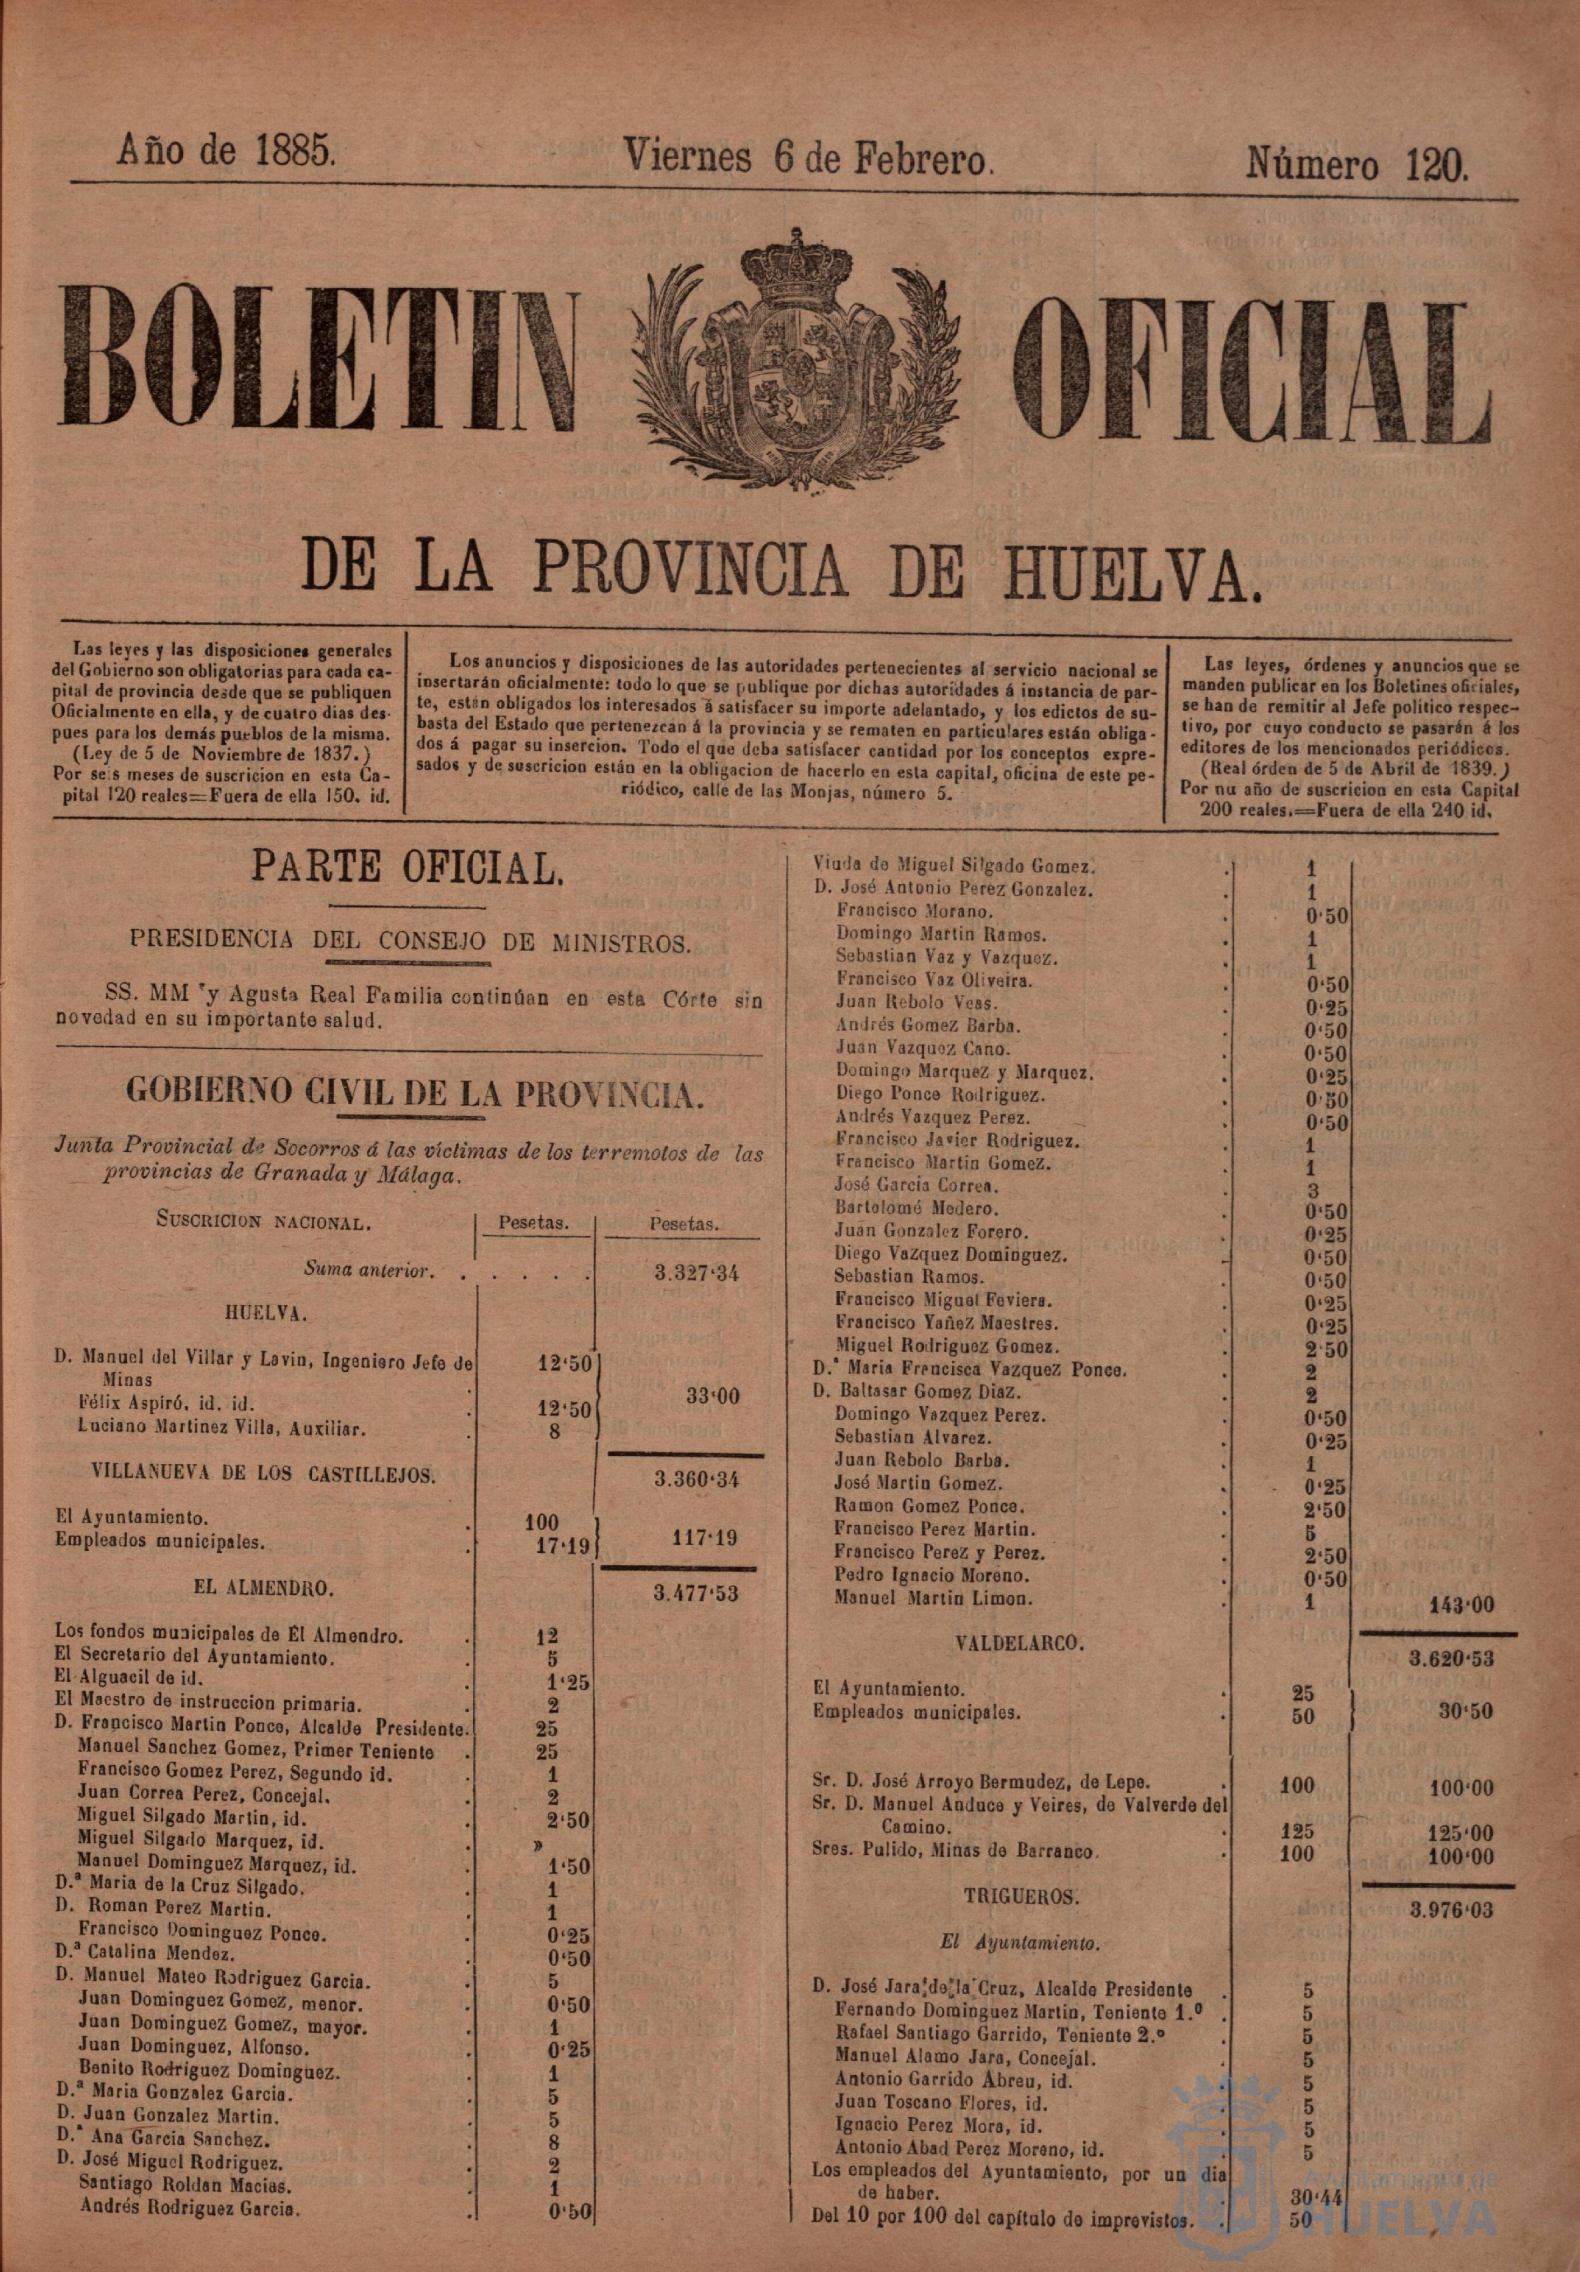 Año de 1885.
Viernes 6 de Febrero.
Número 120.
BOLETIN OFICIAL
DE LA PROVINCIA DE HUELVA.
Las leyes y las disposiciones generales
del Gobierno son obligatorias para cada ca-
pital de provincia desde que se publiquen
Oficialmente en ella, y de cuatro dias des-
pues para los demás pueblos de la misma.
(Ley de 5 de Noviembre de 1837.)
Por seis meses de suscricion en esta Ca-
pital 120 reales=Fuera de ella 150. id.
Los anuncios y disposiciones de las autoridades pertenecientes al servicio nacional se
insertarán oficialmente: todo lo que se publique por dichas autoridades á instancia de par-
te, están obligados los interesados á satisfacer su importe adelantado, y los edictos de su-
basta del Estado que pertenezcan á la provincia y se rematen en particulares están obliga-
dos á pagar su insercion. Todo el que deba satisfacer cantidad por los conceptos expre-
sados y de suscricion están en la obligacion de hacerlo en esta capital, oficina de este pe-
riódico, calle de las Monjas, número 5.
Las leyes, órdenes y anuncios que se
manden publicar en los Boletines oficiales,
se han de remitir al Jefe politico respec-
tivo, por cuyo conducto se pasarán á los
editores de los mencionados periódicos.
(Real órden de 5 de Abril de 1839.)
Por nu año de suscricion en esta Capital
200 reales.=Fuera de ella 240 id.
PARTE OFICIAL.
PRESIDENCIA DEL CONSEJO DE MINISTROS.
SS. MM y Agusta Real Familia continúan en esta Córte sin
novedad en su importante salud.
GOBIERNO CIVIL DE LA PROVINCIA.
Junta Provincial de Socorros á las víctimas de los terremotos de las
provincias de Granada y Málaga.
SUSCRICION NACIONAL. Pesetas. Pesetas.
Suma anterior. . . . . . 3.327'34
HUELVA.
D. Manuel del Villar y Lavin, Ingeniero Jefe de
Minas 12'50
Félix Aspiró, id. id. . 12'50 33'00
Luciano Martinez Villa, Auxiliar. . 8
VILLANUEVA DE LOS CASTILLEJOS. 3.360'34
El Ayuntamiento. . 100
Empleados municipales. . 17'19 117'19
EL ALMENDRO. 3.477'53
Los fondos municipales de El Almendro. . 12
El Secretario del Ayuntamiento. . 5
El Alguacil de id. . 1'25
El Maestro de instruccion primaria. . 2
D. Francisco Martin Ponce, Alcalde Presidente. 25
Manuel Sanchez Gomez, Primer Teniente . 25
Francisco Gomez Perez, Segundo id. . 1
Juan Correa Perez, Concejal. . 2
Miguel Silgado Martin, id. . 2'50
Miguel Silgado Marquez, id. . »
Manuel Dominguez Marquez, id. . 1'50
D.ª Maria de la Cruz Silgado. . 1
D. Roman Perez Martin. . 1
Francisco Dominguez Ponce. . 0'25
D.ª Catalina Mendez. . 0'50
D. Manuel Mateo Rodriguez Garcia. . 5
Juan Dominguez Gomez, menor. . 0'50
Juan Dominguez Gomez, mayor. . 1
Juan Dominguez, Alfonso. . 0'25
Benito Rodriguez Dominguez. . 1
D.ª Maria Gonzalez Garcia. . 5
D. Juan Gonzalez Martin. . 5
D.ª Ana Garcia Sanchez. . 8
D. José Miguel Rodriguez. . 2
Santiago Roldan Macias. . 1
Andrés Rodriguez Garcia. . 0'50
Viuda de Miguel Silgado Gomez. . 1
D. José Antonio Perez Gonzalez. . 1
Francisco Morano. . 0'50
Domingo Martin Ramos. . 1
Sebastian Vaz y Vazquez. . 1
Francisco Vaz Oliveira. . 0'50
Juan Rebolo Veas. . 0'25
Andrés Gomez Barba. . 0'50
Juan Vazquez Cano. . 0'50
Domingo Marquez y Marquez. . 0'25
Diego Ponce Rodriguez. . 0'50
Andrés Vazquez Perez. . 0'50
Francisco Javier Rodriguez. . 1
Francisco Martin Gomez. . 1
José Garcia Correa. . 3
Bartolomé Medero. . 0'50
Juan Gonzalez Forero. . 0'25
Diego Vazquez Dominguez. . 0'50
Sebastian Ramos. . 0'50
Francisco Miguel Feviera. . 0'25
Francisco Yañez Maestres. . 0'25
Miguel Rodriguez Gomez. . 2'50
D.ª Maria Francisca Vazquez Ponce. . 2
D. Baltasar Gomez Diaz. . 2
Domingo Vazquez Perez. . 0'50
Sebastian Alvarez. . 0'25
Juan Rebolo Barba. . 1
José Martin Gomez. . 0'25
Ramon Gomez Ponce. . 2'50
Francisco Perez Martin. . 5
Francisco Perez y Perez. . 2'50
Pedro Ignacio Moreno. . 0'50
Manuel Martin Limon. . 1 143'00
VALDELARCO. 3.620'53
El Ayuntamiento. . 25
Empleados municipales. . 50 30'50
Sr. D. José Arroyo Bermudez, de Lepe. . 100 100'00
Sr. D. Manuel Anduce y Veires, de Valverde del
Camino. . 125 125'00
Sres. Pulido, Minas de Barranco. . 100 100'00
TRIGUEROS. 3.976'03
El Ayuntamiento.
D. José Jara de la Cruz, Alcalde Presidente . 5
Fernando Dominguez Martin, Teniente 1.º . 5
Rafael Santiago Garrido, Teniente 2.º . 5
Manuel Alamo Jara, Concejal. . 5
Antonio Garrido Abreu, id. . 5
Juan Toscano Flores, id. . 5
Ignacio Perez Mora, id. . 5
Antonio Abad Perez Moreno, id. . 5
Los empleados del Ayuntamiento, por un dia
de haber. . 30'44
Del 10 por 100 del capítulo de imprevistos. . 50
Ayuntamiento de
HUELVA